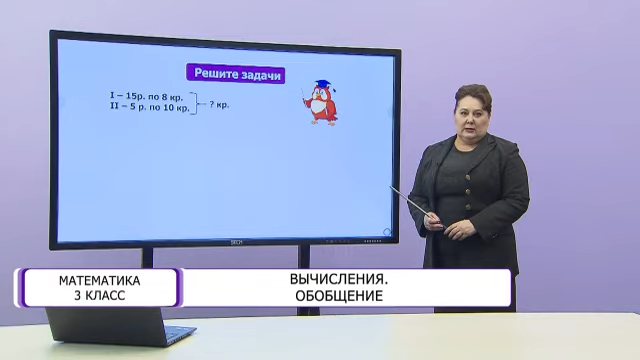 Решите задачи
I – 15р. по 8 кр.
II – 5 р. по 10 кр.
? кр.
МАТЕМАТИКА
3 КЛАСС
ВЫЧИСЛЕНИЯ.
ОБОБЩЕНИЕ